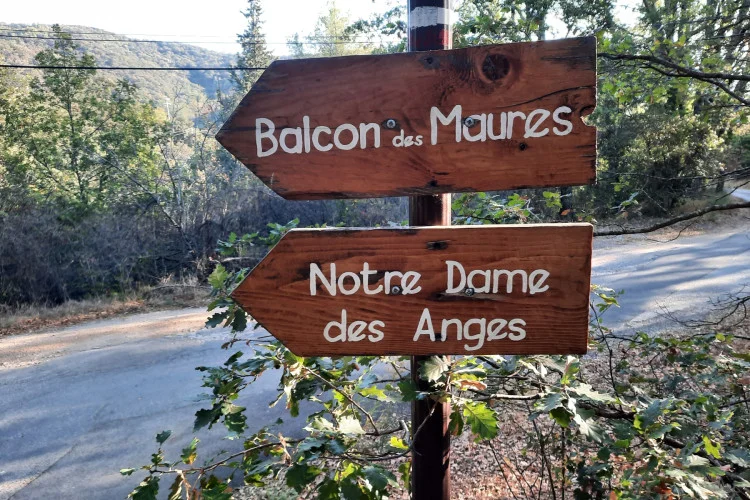 Balcon des Maures
Notre Dame
des Anges